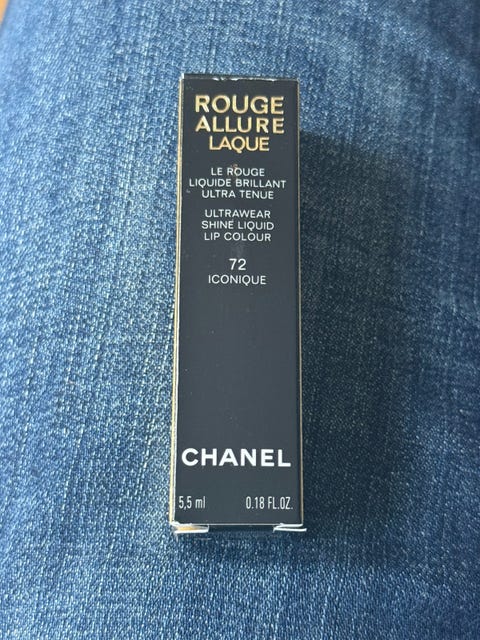 ROUGE
ALLURE
LAQUE
LE ROUGE
LIQUIDE BRILLANT
ULTRA TENUE
ULTRAWEAR
SHINE LIQUID
LIP COLOUR
72
ICONIQUE
CHANEL
5,5 ml 0.18 FL.OZ.